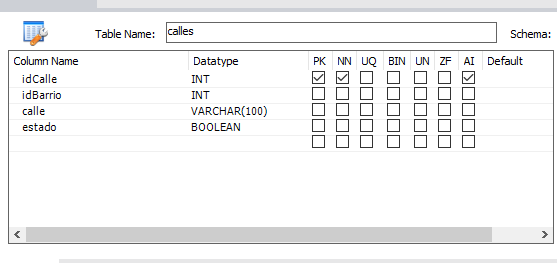 Table Name: calles Schema:
Column Name Datatype PK NN UQ BIN UN ZF AI Default
idCalle INT
idBarrio INT
calle VARCHAR(100)
estado BOOLEAN